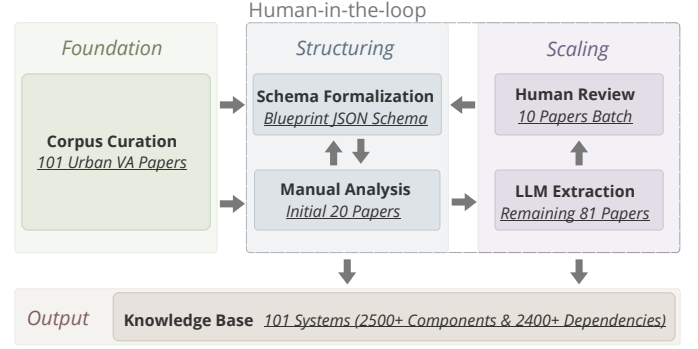 Human-in-the-loop
Foundation
Corpus Curation
101 Urban VA Papers
Structuring
Schema Formalization
Blueprint JSON Schema
Manual Analysis
Initial 20 Papers
Scaling
Human Review
10 Papers Batch
LLM Extraction
Remaining 81 Papers
Output
Knowledge Base 101 Systems (2500+ Components & 2400+ Dependencies)